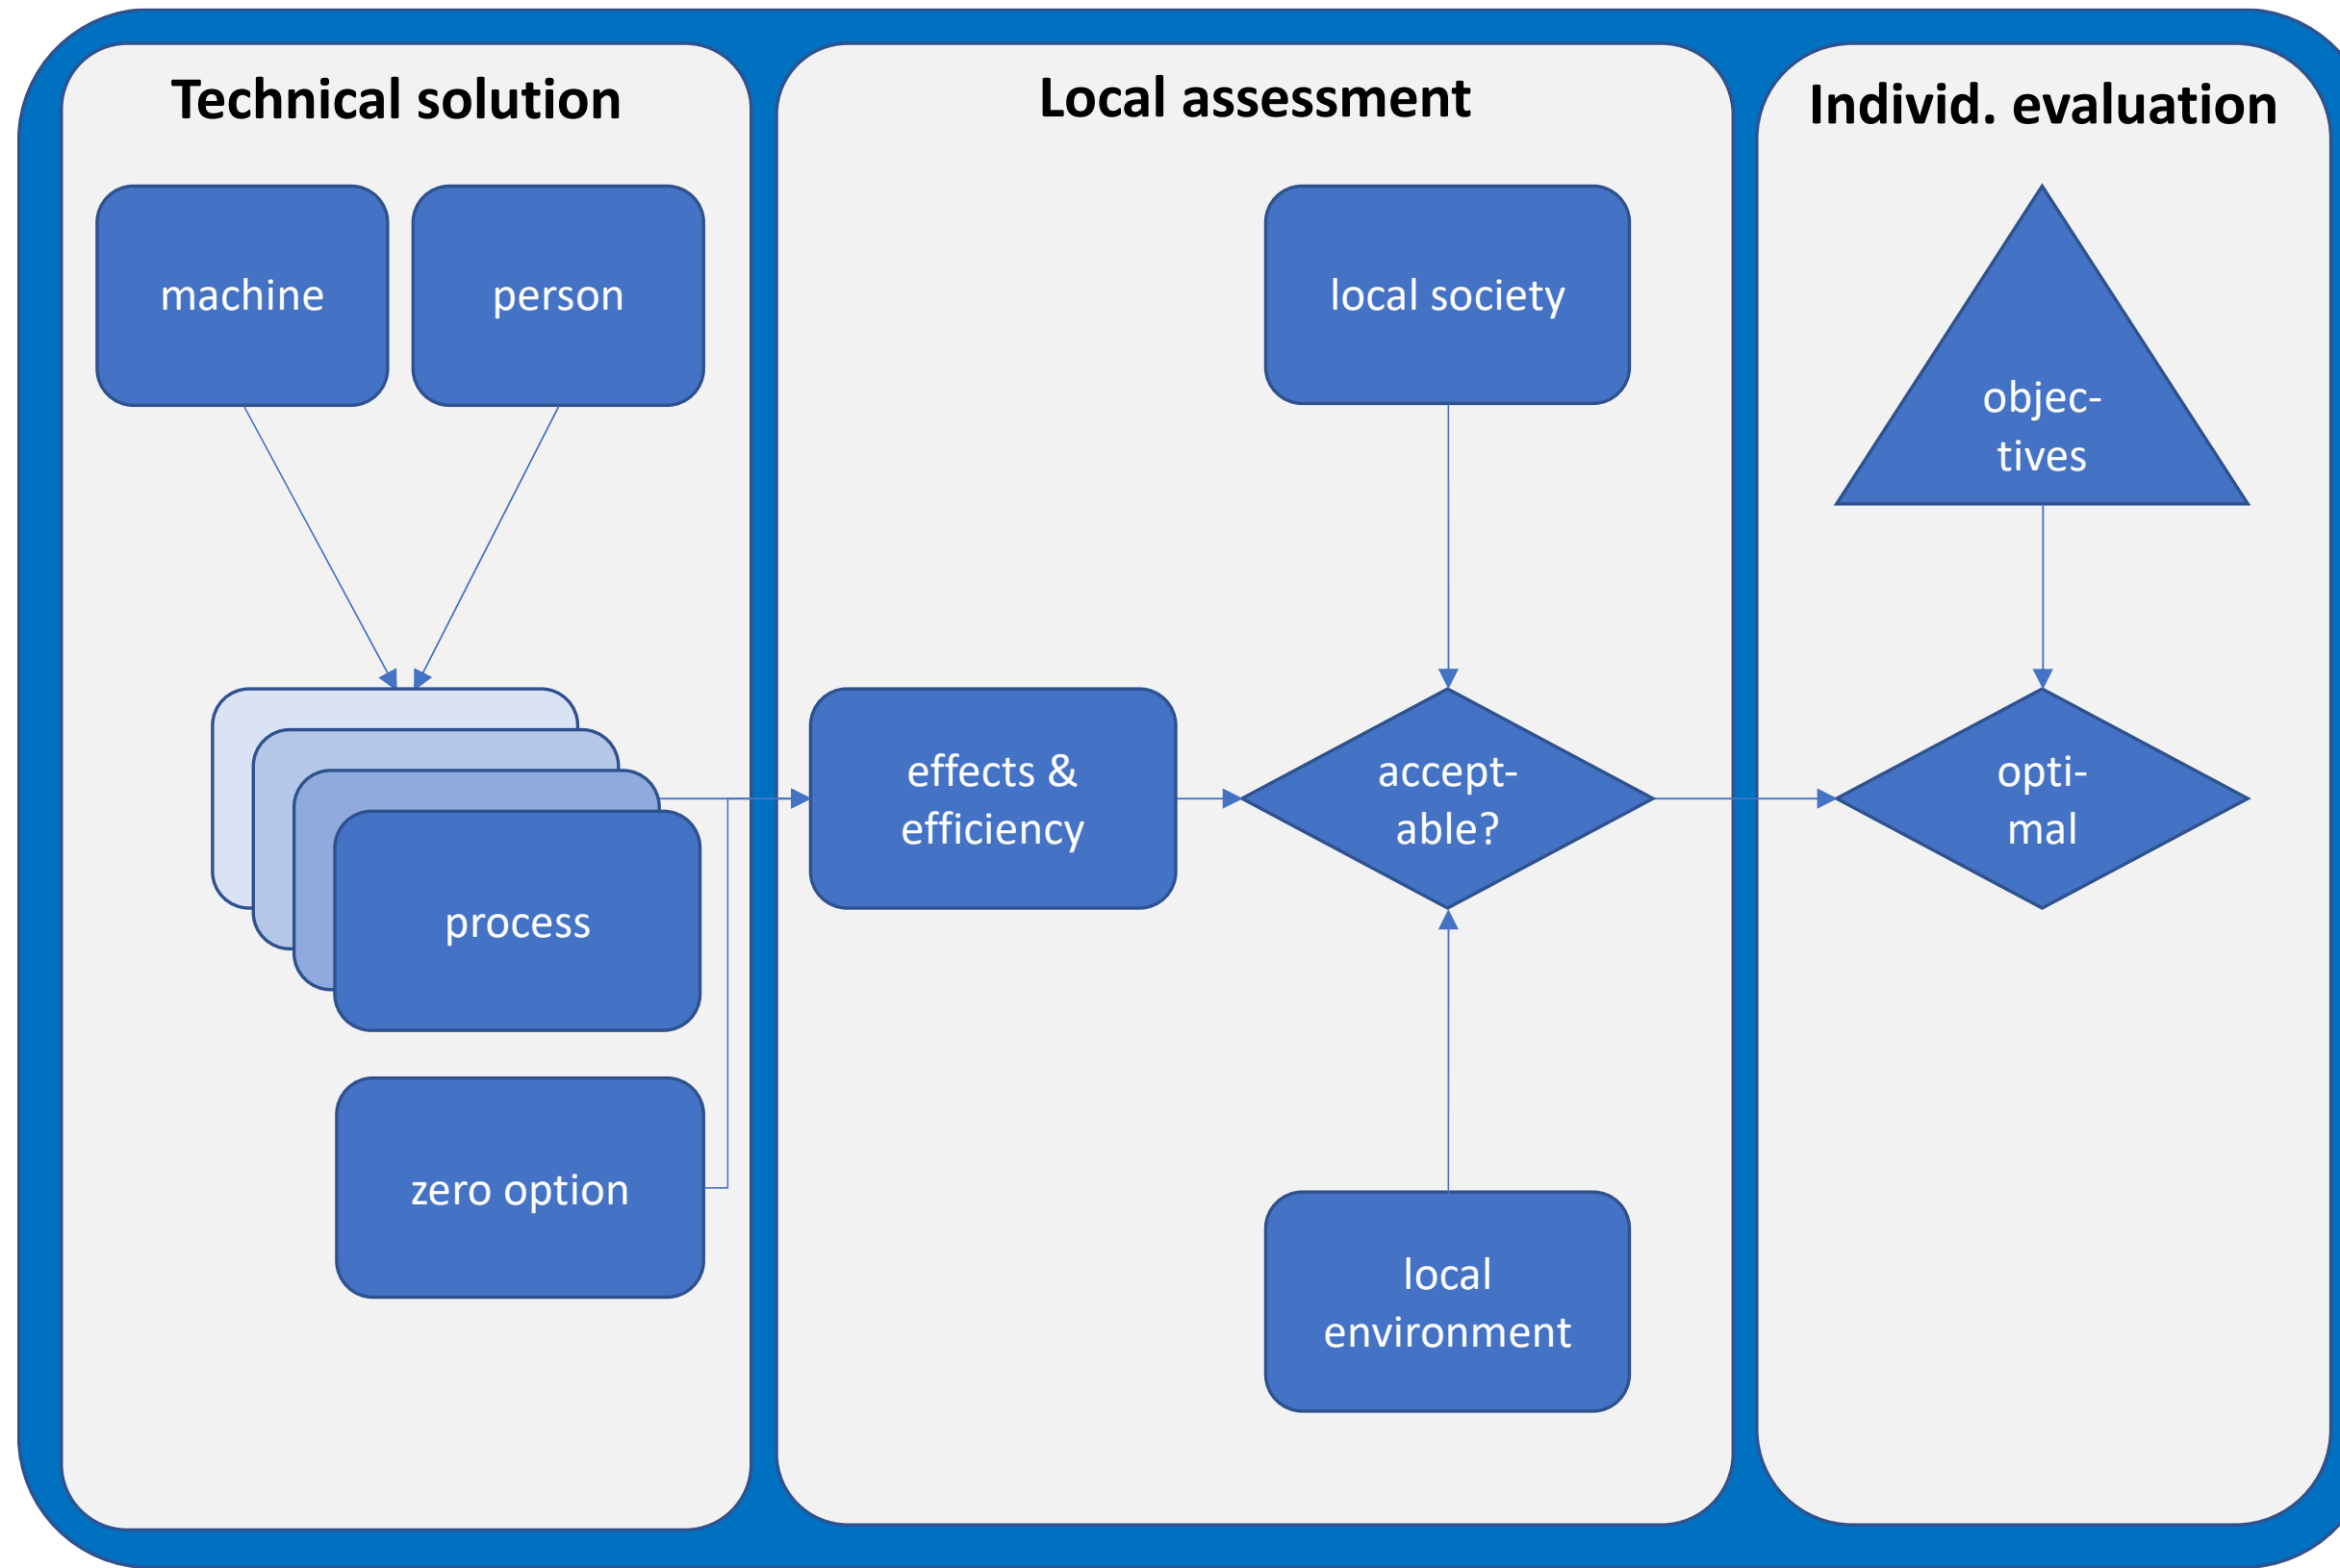 Technical solution
Local assessment
Individ. evaluation
machine
person
local society
objec-
tives
effects &
efficiency
accept-
able?
opti-
mal
process
zero option
local
environment